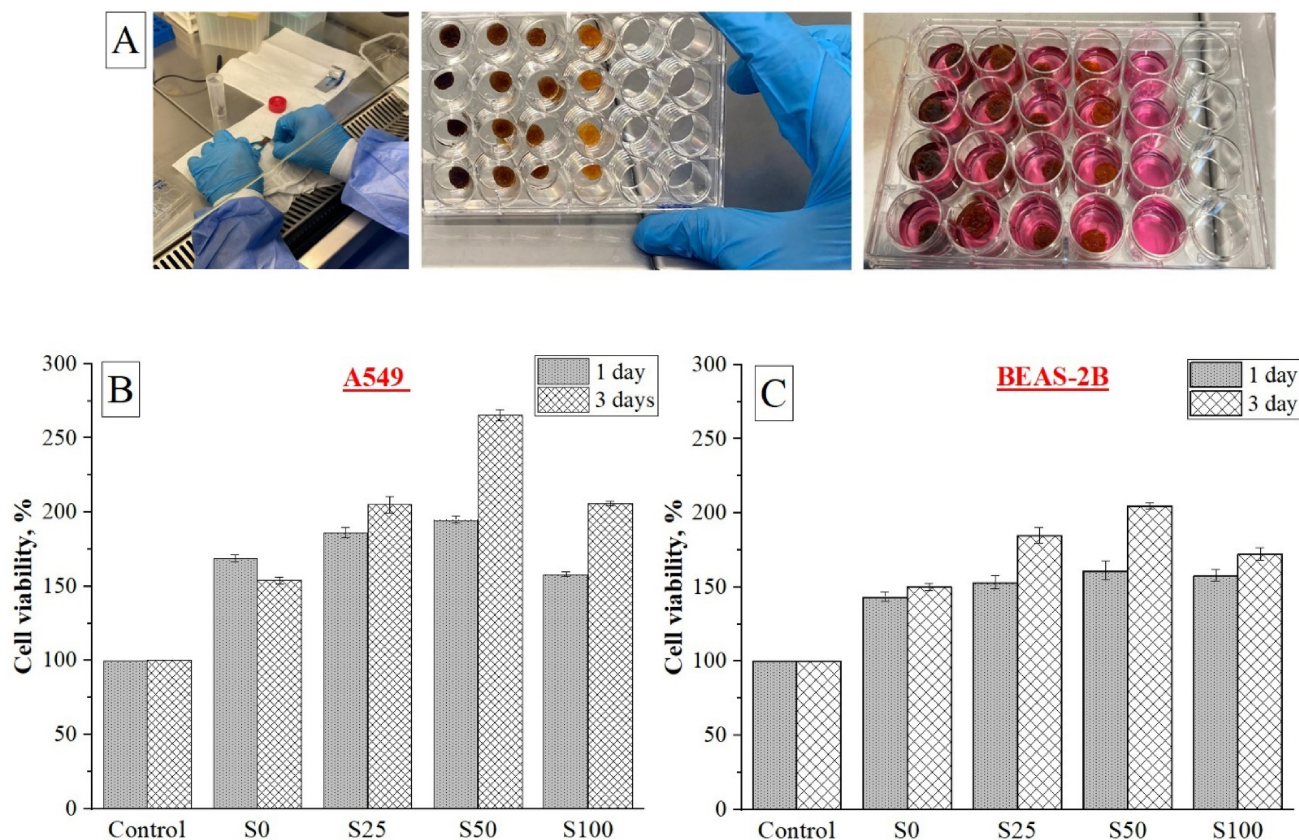 A
B
A549
1 day
3 days
Cell viability, %
300
250
200
150
100
50
0
Control S0 S25 S50 S100
C
BEAS-2B
1 day
3 day
Cell viability, %
300
250
200
150
100
50
0
Control S0 S25 S50 S100